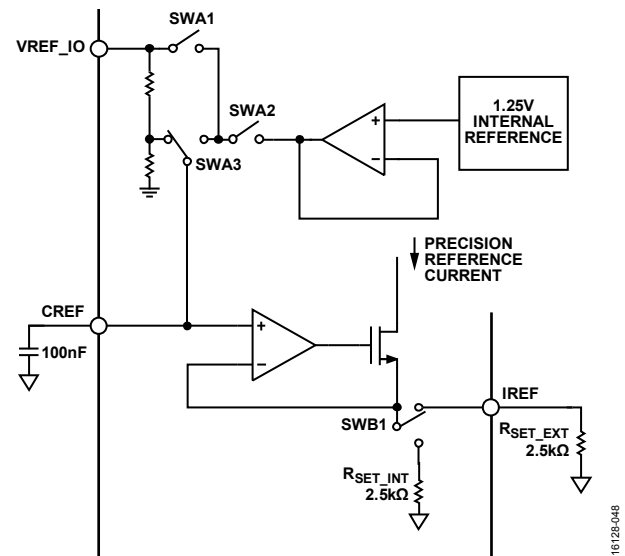 SWA1
VREF_IO
SWA2
+
−
1.25V
INTERNAL
REFERENCE
SWA3
PRECISION
REFERENCE
CURRENT
CREF
100nF
+
−
IREF
SWB1
RSET_EXT
2.5kΩ
RSET_INT
2.5kΩ
16128-048